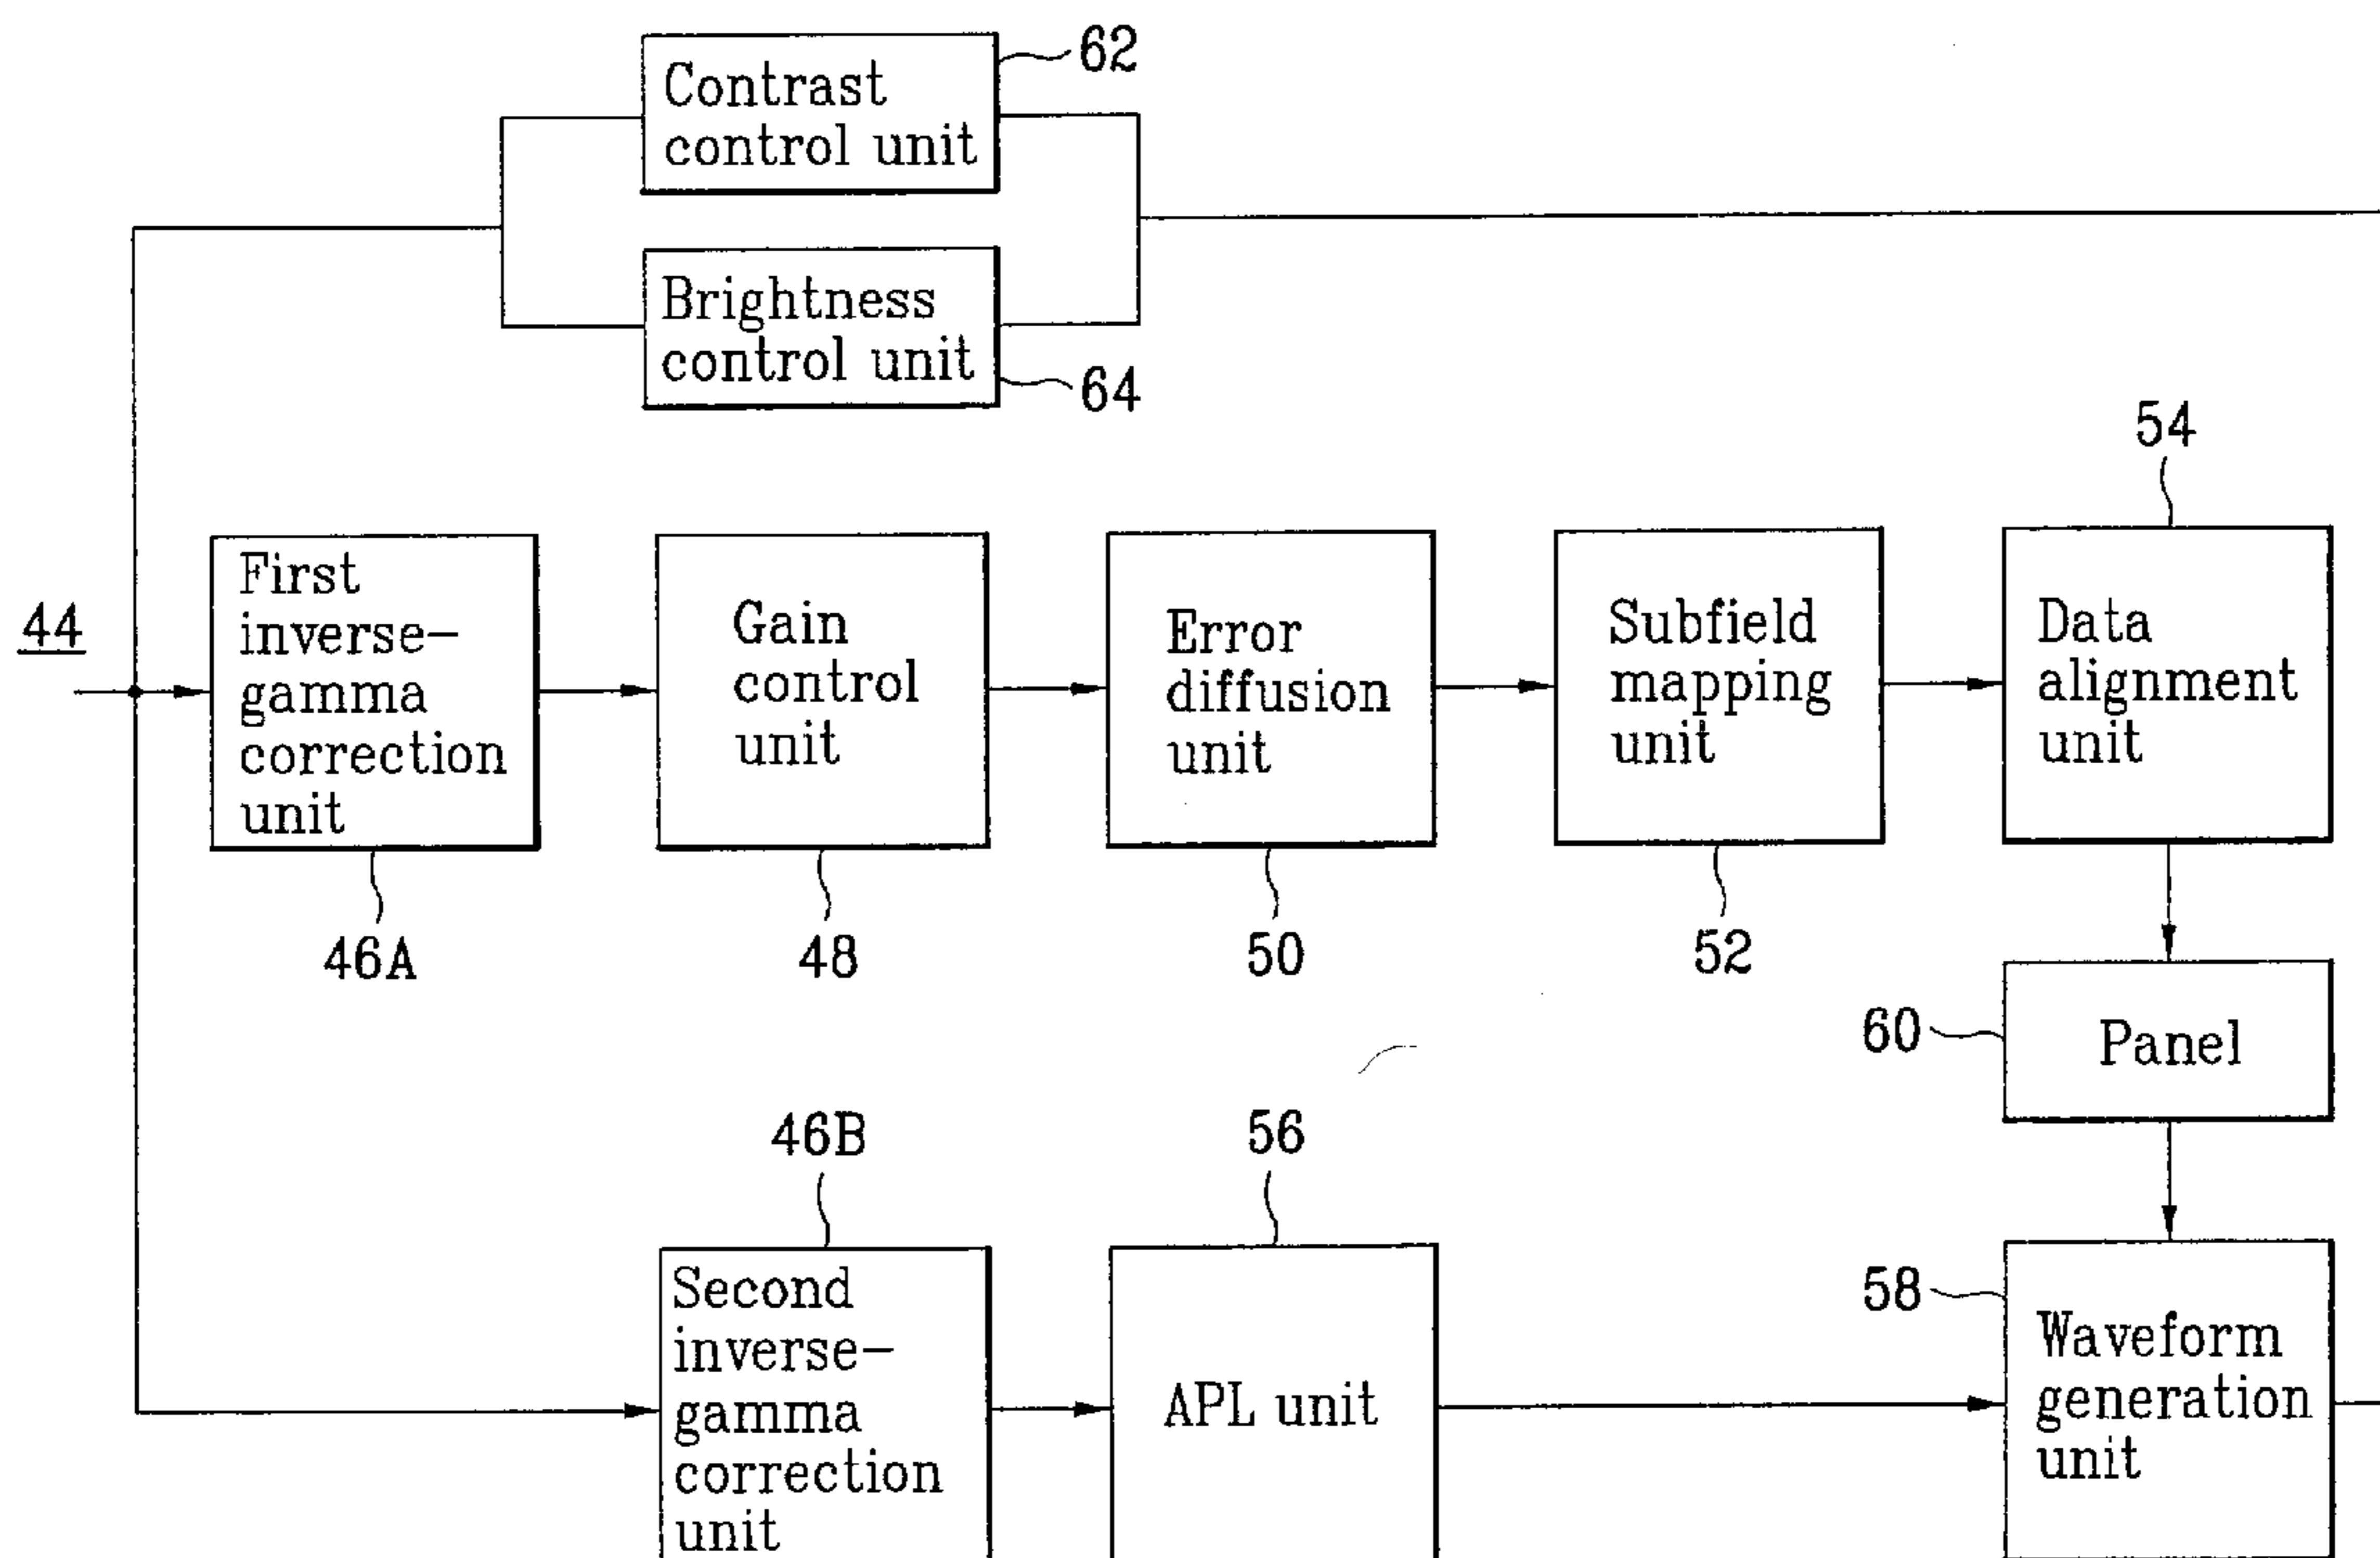 62
Contrast
control unit
Brightness
control unit
64
54
44
First
inverse-
gamma
correction
unit
Gain
control
unit
Error
diffusion
unit
Subfield
mapping
unit
Data
alignment
unit
46A
48
50
52
60
Panel
46B
56
58
Second
inverse-
gamma
correction
unit
APL unit
Waveform
generation
unit